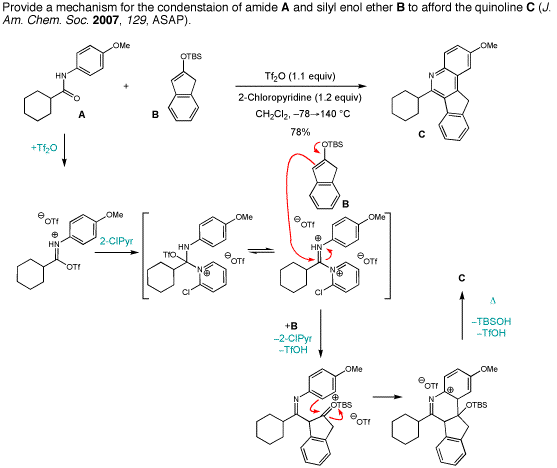 Provide a mechanism for the condenstaion of amide A and silyl enol ether B to afford the quinoline C (J.
Am. Chem. Soc. 2007, 129, ASAP).
OMe
HN
O
A
+
OTBS
B
Tf₂O (1.1 equiv)
2-Chloropyridine (1.2 equiv)
CH₂Cl₂, –78→140 °C
78%
OMe
N
C
+Tf₂O
OTBS
B
⊖OTf
OMe
HN
⊕
OTf
2-ClPyr
OMe
HN
TfO
N
⊕
Cl
⊖OTf
⊖OTf
OMe
⊕
HN
N
⊕
Cl
⊖OTf
C
Δ
–TBSOH
–TfOH
+B
–2-ClPyr
–TfOH
OMe
N
⊕
OTBS
⊖OTf
OMe
⊖OTf
N
⊕
OTBS